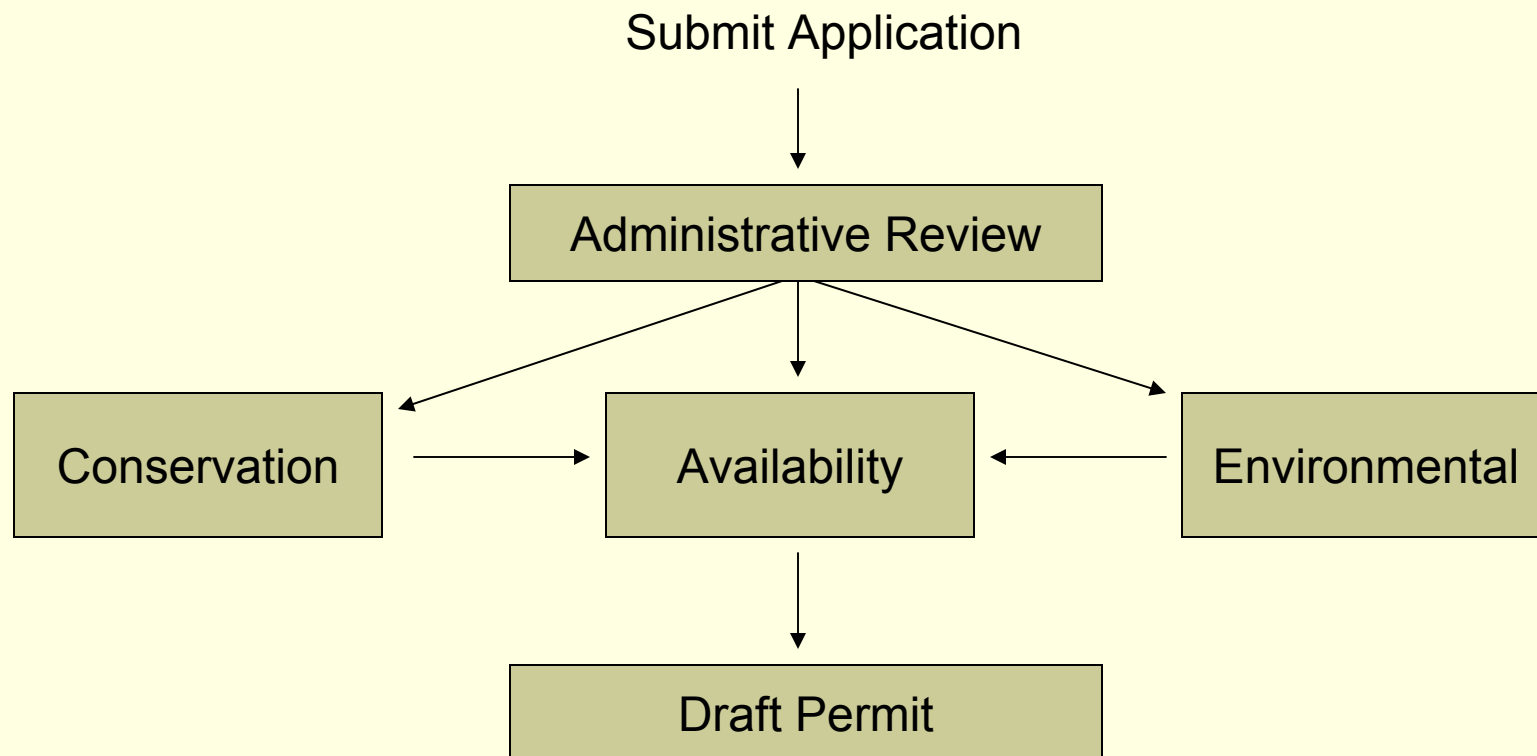 Submit Application
Administrative Review
Conservation
Availability
Environmental
Draft Permit